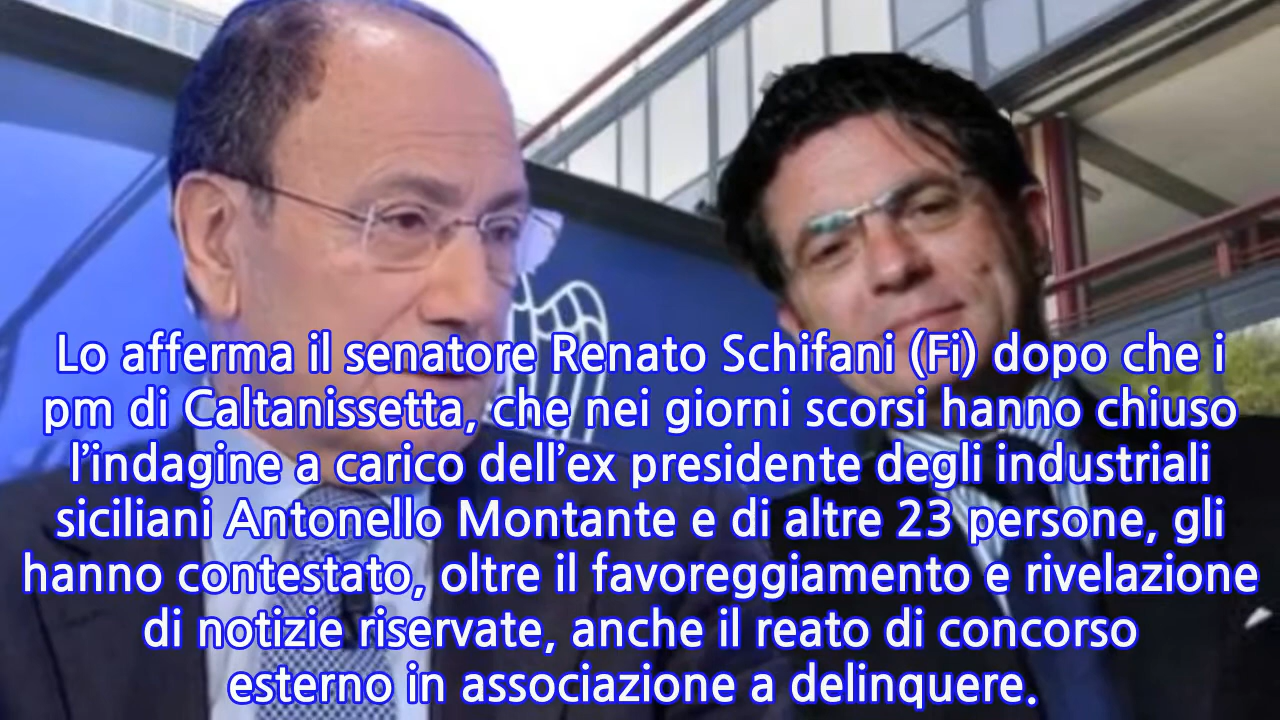 Lo afferma il senatore Renato Schifani (Fi) dopo che i
pm di Caltanissetta, che nei giorni scorsi hanno chiuso
l’indagine a carico dell’ex presidente degli industriali
siciliani Antonello Montante e di altre 23 persone, gli
hanno contestato, oltre il favoreggiamento e rivelazione
di notizie riservate, anche il reato di concorso
esterno in associazione a delinquere.